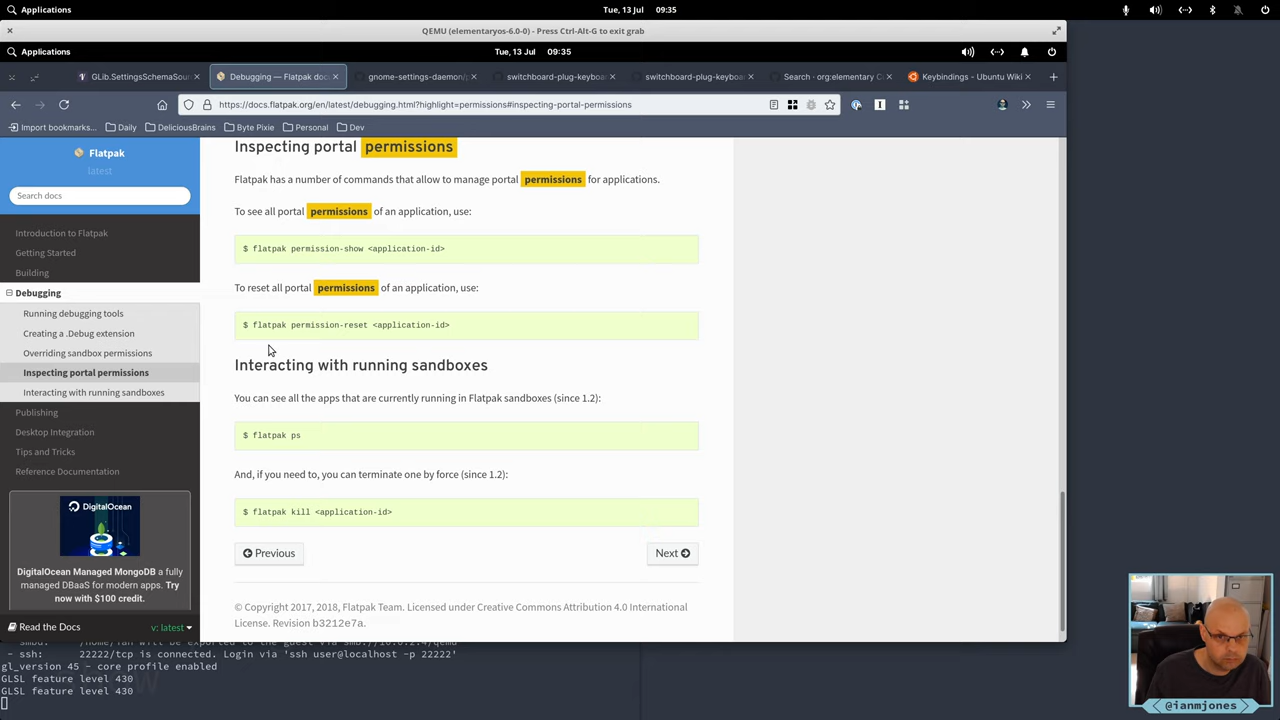 Applications
Tue, 13 Jul 09:35
QEMU (elementaryos-6.0-0) - Press Ctrl-Alt-G to exit grab
Applications
Tue, 13 Jul 09:35
GLib.SettingsSchemaSour
Debugging — Flatpak doc
gnome-settings-daemon/p
switchboard-plug-keyboa
switchboard-plug-keyboa
Search · org:elementary C
Keybindings - Ubuntu Wiki
https://docs.flatpak.org/en/latest/debugging.html?highlight=permissions#inspecting-portal-permissions
Import bookmarks...
Daily
DeliciousBrains
Byte Pixie
Personal
Dev
Flatpak
latest
Search docs
Introduction to Flatpak
Getting Started
Building
Debugging
Running debugging tools
Creating a .Debug extension
Overriding sandbox permissions
Inspecting portal permissions
Interacting with running sandboxes
Publishing
Desktop Integration
Tips and Tricks
Reference Documentation
DigitalOcean
DigitalOcean Managed MongoDB a fully
managed DBaaS for modern apps. Try
now with $100 credit.
Read the Docs
v: latest
Inspecting portal permissions
Flatpak has a number of commands that allow to manage portal permissions for applications.
To see all portal permissions of an application, use:
$ flatpak permission-show <application-id>
To reset all portal permissions of an application, use:
$ flatpak permission-reset <application-id>
Interacting with running sandboxes
You can see all the apps that are currently running in Flatpak sandboxes (since 1.2):
$ flatpak ps
And, if you need to, you can terminate one by force (since 1.2):
$ flatpak kill <application-id>
Previous
Next
© Copyright 2017, 2018, Flatpak Team. Licensed under Creative Commons Attribution 4.0 International
License. Revision b3212e7a.
- ssh: 22222/tcp is connected. Login via 'ssh user@localhost -p 22222'
gl_version 45 - core profile enabled
GLSL feature level 430
GLSL feature level 430
< @ianmjones >